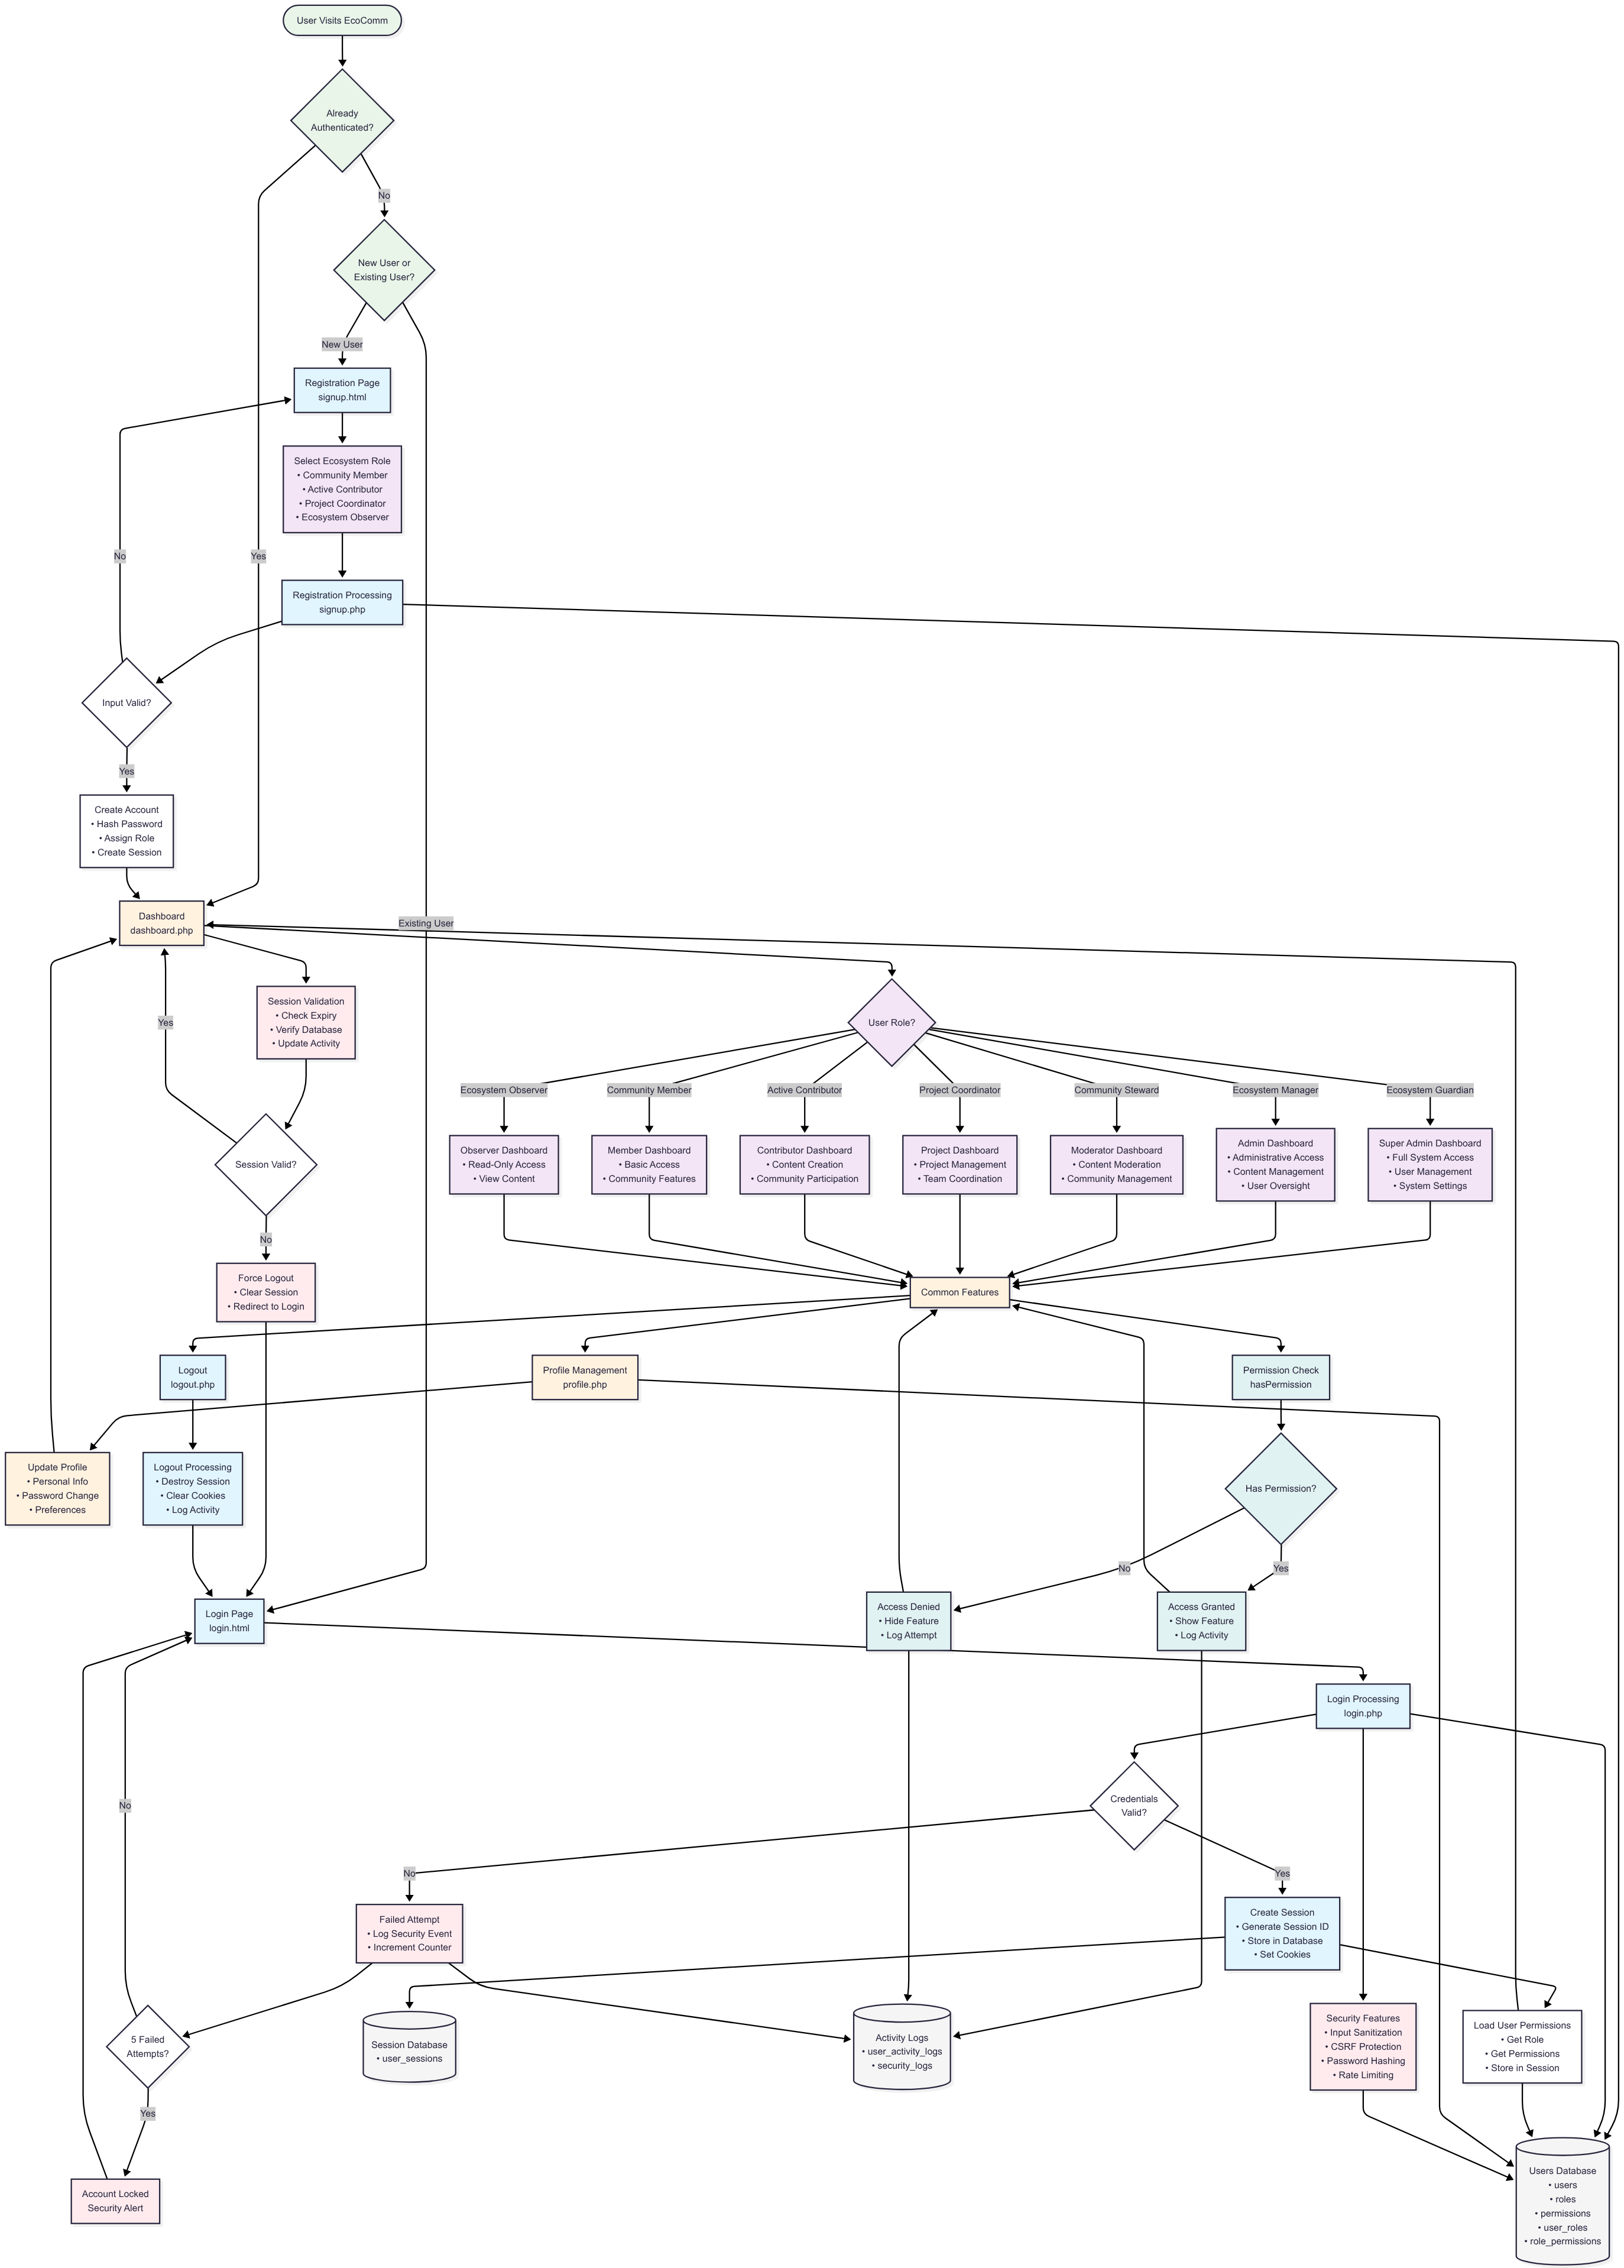 User Visits EcoComm
Already
Authenticated?
No
New User or
Existing User?
New User
Registration Page
signup.html
Select Ecosystem Role
• Community Member
• Active Contributor
• Project Coordinator
• Ecosystem Observer
No
Yes
Registration Processing
signup.php
Input Valid?
Yes
Create Account
• Hash Password
• Assign Role
• Create Session
Dashboard
dashboard.php
Existing User
Session Validation
• Check Expiry
• Verify Database
• Update Activity
Yes
User Role?
Ecosystem Observer
Community Member
Active Contributor
Project Coordinator
Community Steward
Ecosystem Manager
Ecosystem Guardian
Session Valid?
Observer Dashboard
• Read-Only Access
• View Content
Member Dashboard
• Basic Access
• Community Features
Contributor Dashboard
• Content Creation
• Community Participation
Project Dashboard
• Project Management
• Team Coordination
Moderator Dashboard
• Content Moderation
• Community Management
Admin Dashboard
• Administrative Access
• Content Management
• User Oversight
Super Admin Dashboard
• Full System Access
• User Management
• System Settings
No
Force Logout
• Clear Session
• Redirect to Login
Common Features
Logout
logout.php
Profile Management
profile.php
Permission Check
hasPermission
Update Profile
• Personal Info
• Password Change
• Preferences
Logout Processing
• Destroy Session
• Clear Cookies
• Log Activity
Has Permission?
No
Yes
Login Page
login.html
Access Denied
• Hide Feature
• Log Attempt
Access Granted
• Show Feature
• Log Activity
Login Processing
login.php
Credentials
Valid?
No
No
Yes
Failed Attempt
• Log Security Event
• Increment Counter
Create Session
• Generate Session ID
• Store in Database
• Set Cookies
5 Failed
Attempts?
Session Database
• user_sessions
Activity Logs
• user_activity_logs
• security_logs
Security Features
• Input Sanitization
• CSRF Protection
• Password Hashing
• Rate Limiting
Load User Permissions
• Get Role
• Get Permissions
• Store in Session
Yes
Account Locked
Security Alert
Users Database
• users
• roles
• permissions
• user_roles
• role_permissions